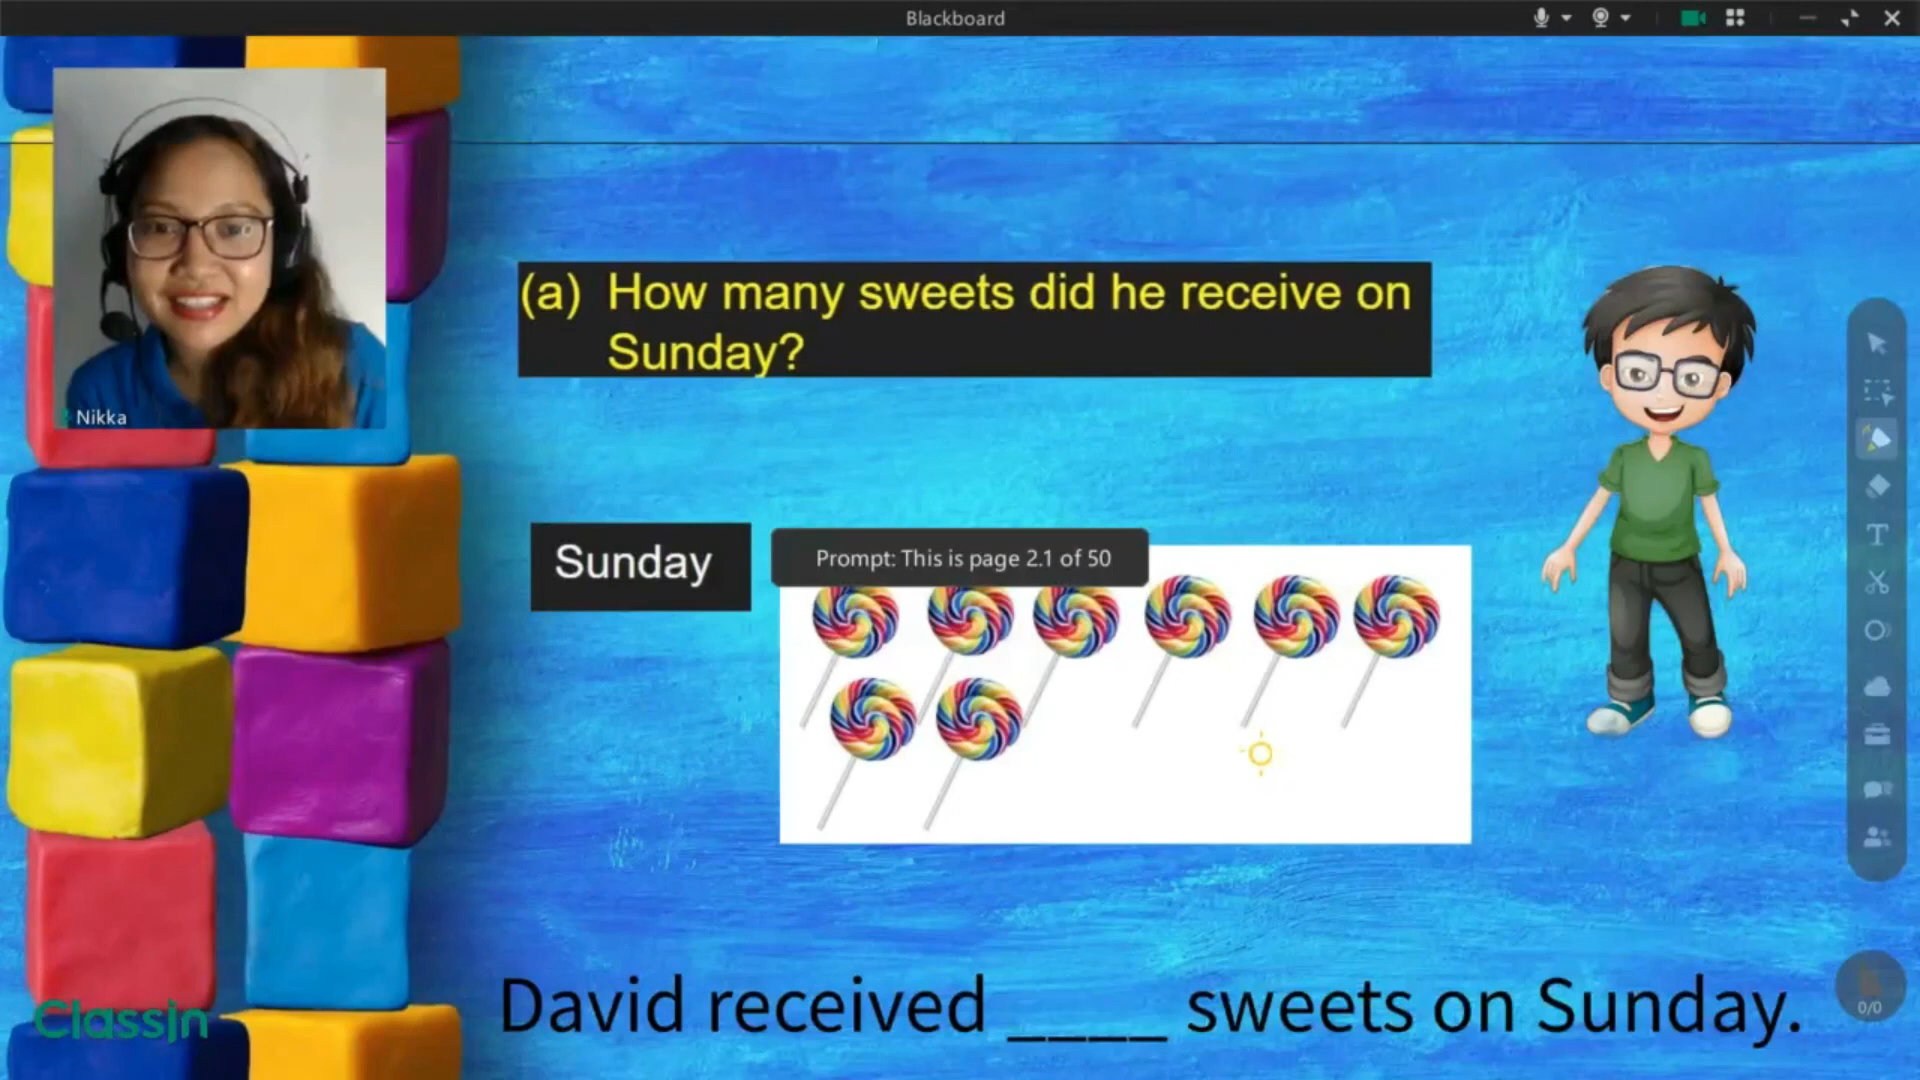 Blackboard
Nikka
(a) How many sweets did he receive on
Sunday?
Sunday
Prompt: This is page 2.1 of 50
David received ____ sweets on Sunday.
ClassIn
0/0